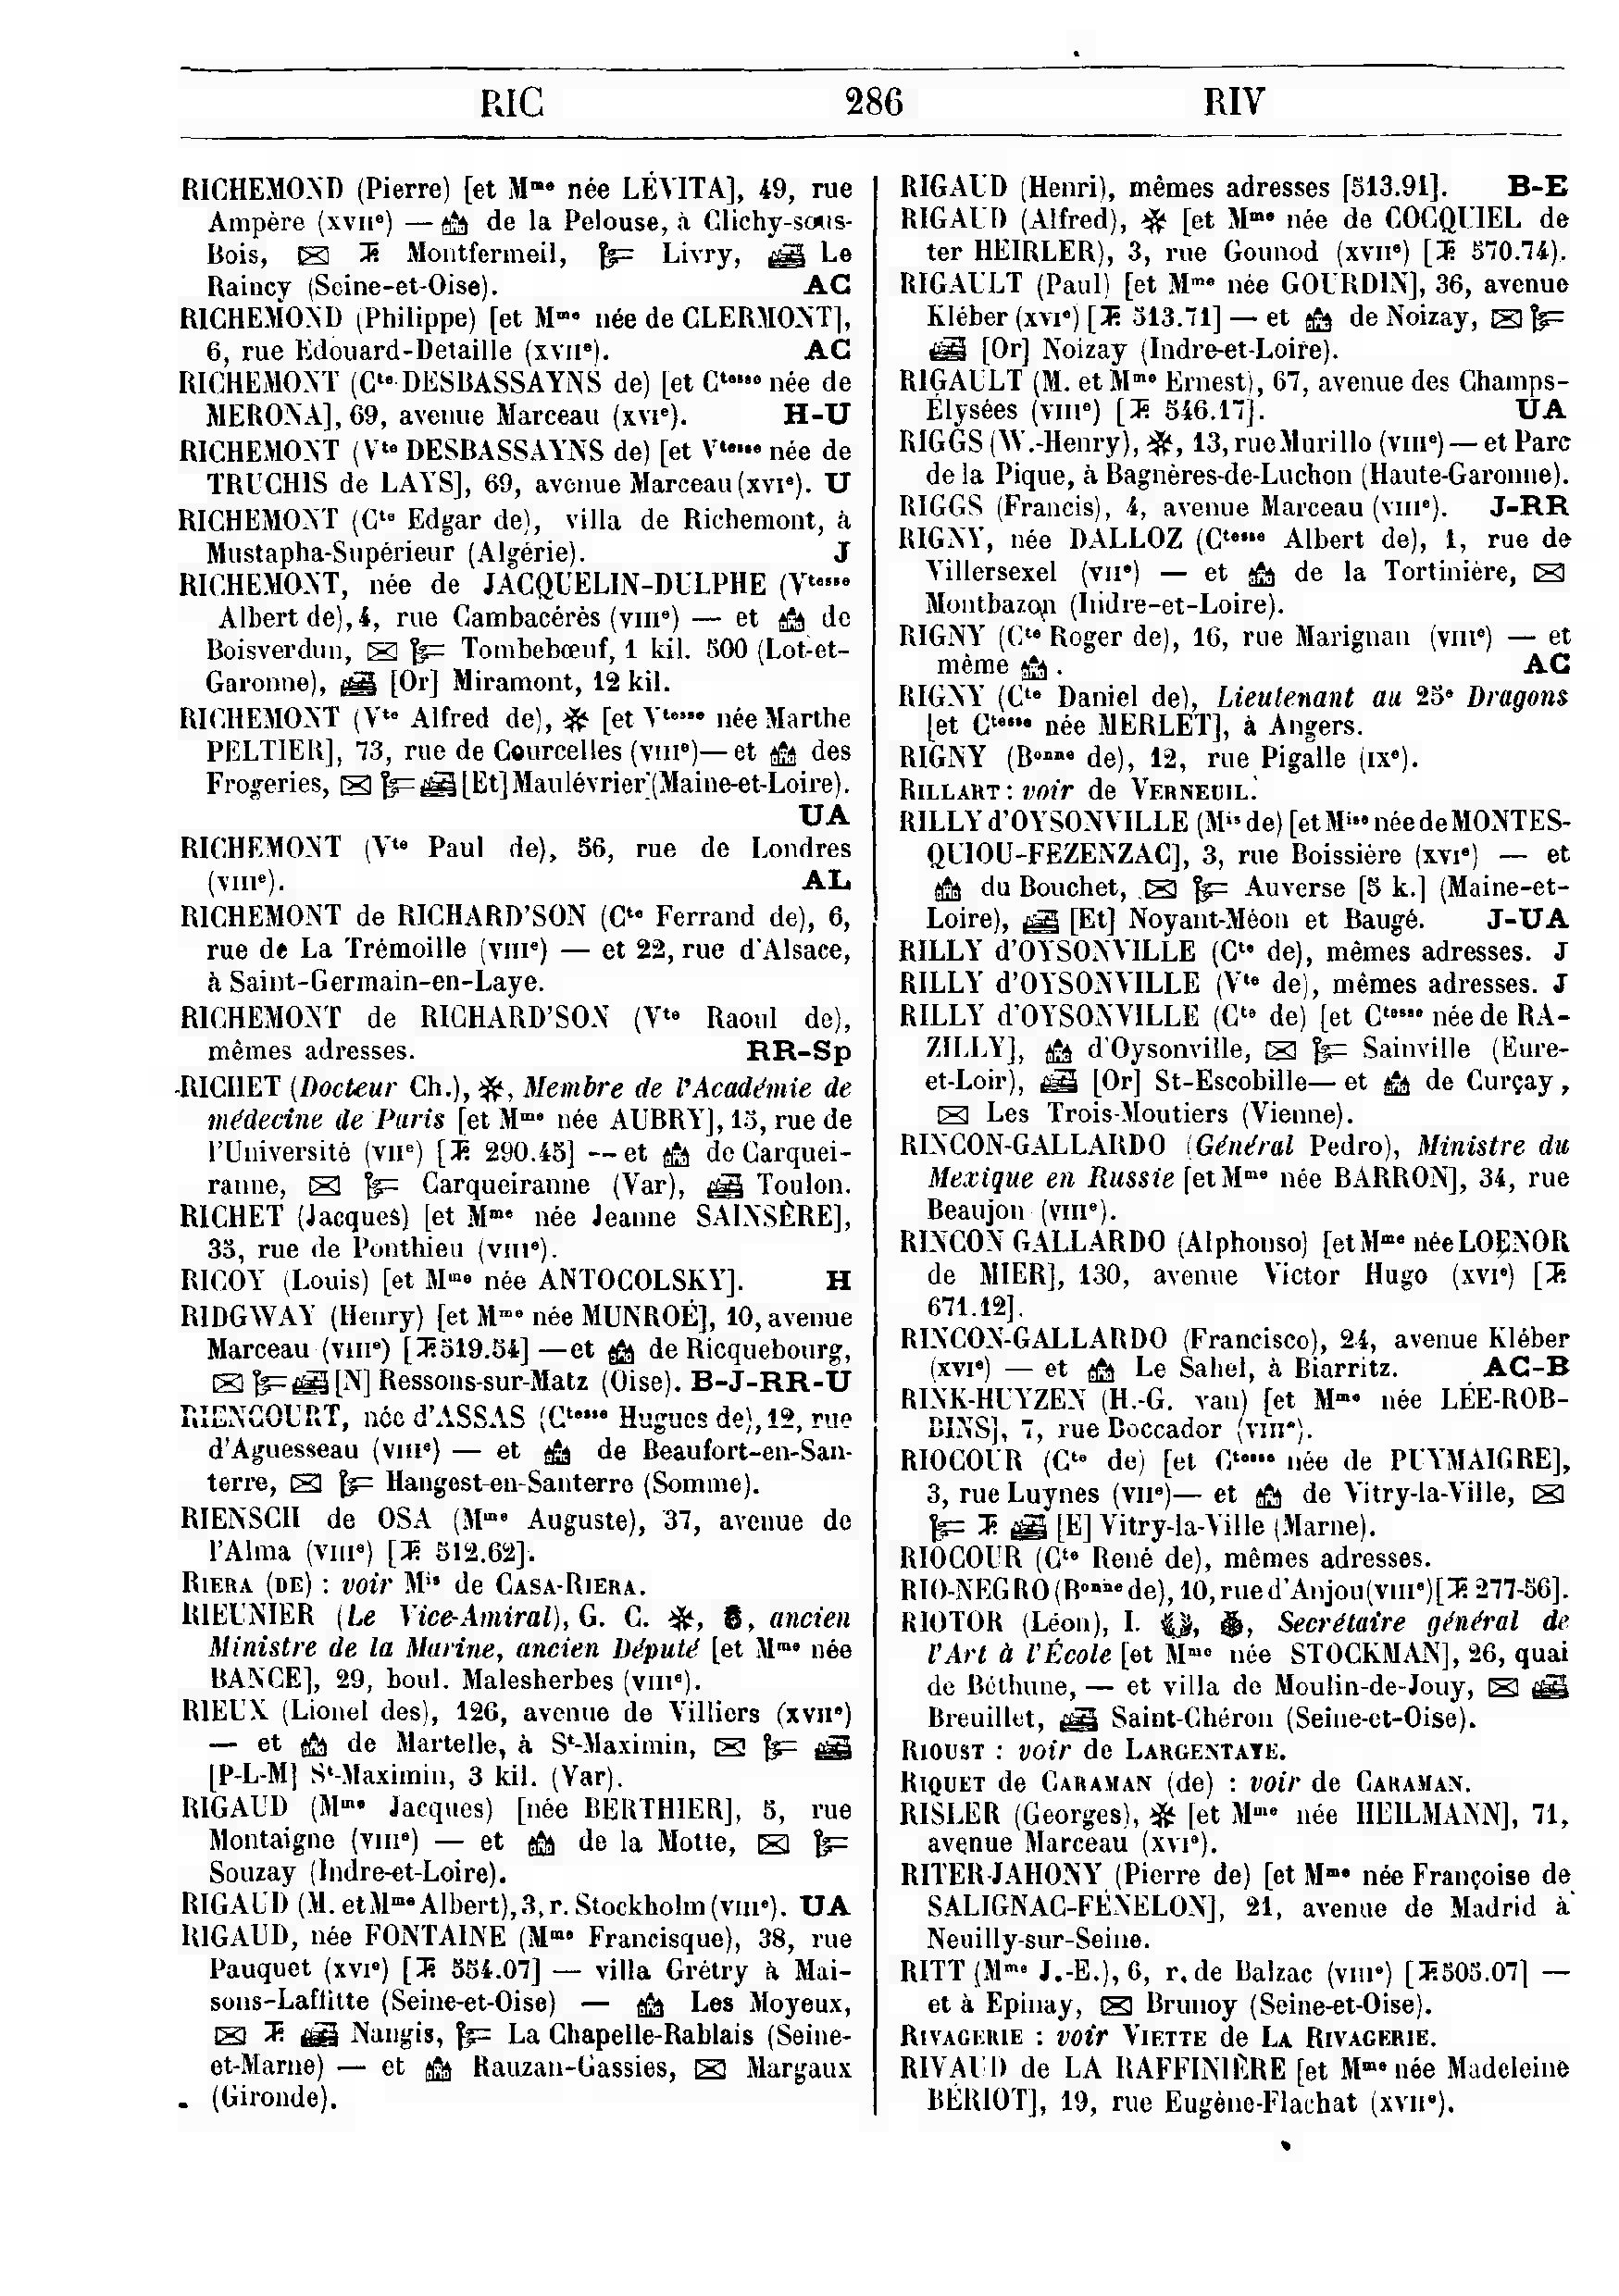 RIC 286 RIV
RICHEMOND (Pierre) [et Mme née LÉVITA], 49, rue
Ampère (XVIIe) — de la Pelouse, à Clichy-sous-
Bois, Montfermeil, Livry, Le
Raincy (Seine-et-Oise). AC
RICHEMOND (Philippe) [et Mme née de CLERMONT],
6, rue Edouard-Detaille (XVIIe). AC
RICHEMONT (Cte DESBASSAYNS de) [et Ctesse née de
MERONA], 69, avenue Marceau (XVIe). H-U
RICHEMONT (Vte DESBASSAYNS de) [et Vtesse née de
TRUCHIS de LAYS], 69, avenue Marceau (XVIe). U
RICHEMONT (Cte Edgar de), villa de Richemont, à
Mustapha-Supérieur (Algérie). J
RICHEMONT, née de JACQUELIN-DULPHE (Vtesse
Albert de), 4, rue Cambacérès (VIIIe) — et de
Boisverdun, Tombebœuf, 1 kil. 500 (Lot-et-
Garonne), [Or] Miramont, 12 kil.
RICHEMONT (Vte Alfred de), [et Vtesse née Marthe
PELTIER], 73, rue de Courcelles (VIIIe) — et des
Frogeries, [Et] Maulévrier (Maine-et-Loire).
UA
RICHEMONT (Vte Paul de), 56, rue de Londres
(VIIIe). AL
RICHEMONT de RICHARD'SON (Cte Ferrand de), 6,
rue de La Trémoille (VIIIe) — et 22, rue d'Alsace,
à Saint-Germain-en-Laye.
RICHEMONT de RICHARD'SON (Vte Raoul de),
mêmes adresses. RR-Sp
RICHET (Docteur Ch.), Membre de l'Académie de
médecine de Paris [et Mme née AUBRY], 15, rue de
l'Université (VIIe) [290.45] — et de Carquei-
ranne, Carqueiranne (Var), Toulon.
RICHET (Jacques) [et Mme née Jeanne SAINSÈRE],
35, rue de Ponthieu (VIIIe).
RICOY (Louis) [et Mme née ANTOCOLSKY]. H
RIDGWAY (Henry) [et Mme née MUNROÉ], 10, avenue
Marceau (VIIIe) [519.54] — et de Ricquebourg,
[N] Ressons-sur-Matz (Oise). B-J-RR-U
RIENCOURT, née d'ASSAS (Ctesse Hugues de), 12, rue
d'Aguesseau (VIIIe) — et de Beaufort-en-San-
terre, Hangest-en-Santerre (Somme).
RIENSCH de OSA (Mme Auguste), 37, avenue de
l'Alma (VIIIe) [512.62].
RIERA (DE) : voir Mis de CASA-RIERA.
RIEUNIER (Le Vice-Amiral), G. C. , , ancien
Ministre de la Marine, ancien Député [et Mme née
BANCE], 29, boul. Malesherbes (VIIIe).
RIEUX (Lionel des), 126, avenue de Villiers (XVIIe)
— et de Martelle, à St-Maximin,
[P-L-M] St-Maximin, 3 kil. (Var).
RIGAUD (Mme Jacques) [née BERTHIER], 5, rue
Montaigne (VIIIe) — et de la Motte,
Souzay (Indre-et-Loire).
RIGAUD (M. et Mme Albert), 3, r. Stockholm (VIIIe). UA
RIGAUD, née FONTAINE (Mme Francisque), 38, rue
Pauquet (XVIe) [554.07] — villa Grétry à Mai-
sons-Laffitte (Seine-et-Oise) — Les Moyeux,
Nangis, La Chapelle-Rablais (Seine-
et-Marne) — et Rauzan-Gassies, Margaux
(Gironde).
RIGAUD (Henri), mêmes adresses [513.91]. B-E
RIGAUD (Alfred), [et Mme née de COCQUIEL de
ter HEIRLER), 3, rue Gounod (XVIIe) [570.74).
RIGAULT (Paul) [et Mme née GOURDIN], 36, avenue
Kléber (XVIe) [513.71] — et de Noizay,
[Or] Noizay (Indre-et-Loire).
RIGAULT (M. et Mme Ernest), 67, avenue des Champs-
Élysées (VIIIe) [546.17]. UA
RIGGS (W.-Henry), , 13, rue Murillo (VIIIe) — et Parc
de la Pique, à Bagnères-de-Luchon (Haute-Garonne).
RIGGS (Francis), 4, avenue Marceau (VIIIe). J-RR
RIGNY, née DALLOZ (Ctesse Albert de), 1, rue de
Villersexel (VIIe) — et de la Tortinière,
Montbazon (Indre-et-Loire).
RIGNY (Cte Roger de), 16, rue Marignan (VIIIe) — et
même . AC
RIGNY (Cte Daniel de), Lieutenant au 25e Dragons
[et Ctesse née MERLET], à Angers.
RIGNY (Bonne de), 12, rue Pigalle (IXe).
RILLART : voir de VERNEUIL.
RILLY d'OYSONVILLE (Mis de) [et Mise née de MONTES-
QUIOU-FEZENZAC], 3, rue Boissière (XVIe) — et
du Bouchet, Auverse [5 k.] (Maine-et-
Loire), [Et] Noyant-Méon et Baugé. J-UA
RILLY d'OYSONVILLE (Cte de), mêmes adresses. J
RILLY d'OYSONVILLE (Vte de), mêmes adresses. J
RILLY d'OYSONVILLE (Cte de) [et Ctesse née de RA-
ZILLY], d'Oysonville, Sainville (Eure-
et-Loir), [Or] St-Escobille — et de Curçay,
Les Trois-Moutiers (Vienne).
RINCON-GALLARDO (Général Pedro), Ministre du
Mexique en Russie [et Mme née BARRON], 34, rue
Beaujon (VIIIe).
RINCON GALLARDO (Alphonso) [et Mme née LOENOR
de MIER], 130, avenue Victor Hugo (XVIe) [
671.12].
RINCON-GALLARDO (Francisco), 24, avenue Kléber
(XVIe) — et Le Sahel, à Biarritz. AC-B
RINK-HUYZEN (H.-G. van) [et Mme née LÉE-ROB-
BINS], 7, rue Boccador (VIIIe).
RIOCOUR (Cte de) [et Ctesse née de PUYMAIGRE],
3, rue Luynes (VIIe) — et de Vitry-la-Ville,
[E] Vitry-la-Ville (Marne).
RIOCOUR (Cte René de), mêmes adresses.
RIO-NEGRO (Bonne de), 10, rue d'Anjou (VIIIe) [277-56].
RIOTOR (Léon), I. , , Secrétaire général de
l'Art à l'École [et Mme née STOCKMAN], 26, quai
de Béthune, — et villa de Moulin-de-Jouy,
Breuillet, Saint-Chéron (Seine-et-Oise).
RIOUST : voir de LARGENTAYE.
RIQUET de CARAMAN (de) : voir de CARAMAN.
RISLER (Georges), [et Mme née HEILMANN], 71,
avenue Marceau (XVIe).
RITER-JAHONY (Pierre de) [et Mme née Françoise de
SALIGNAC-FÉNELON], 21, avenue de Madrid à
Neuilly-sur-Seine.
RITT (Mme J.-E.), 6, r. de Balzac (VIIIe) [505.07] —
et à Epinay, Brunoy (Seine-et-Oise).
RIVAGERIE : voir VIETTE de LA RIVAGERIE.
RIVAUD de LA RAFFINIÈRE [et Mme née Madeleine
BÉRIOT], 19, rue Eugène-Flachat (XVIIe).